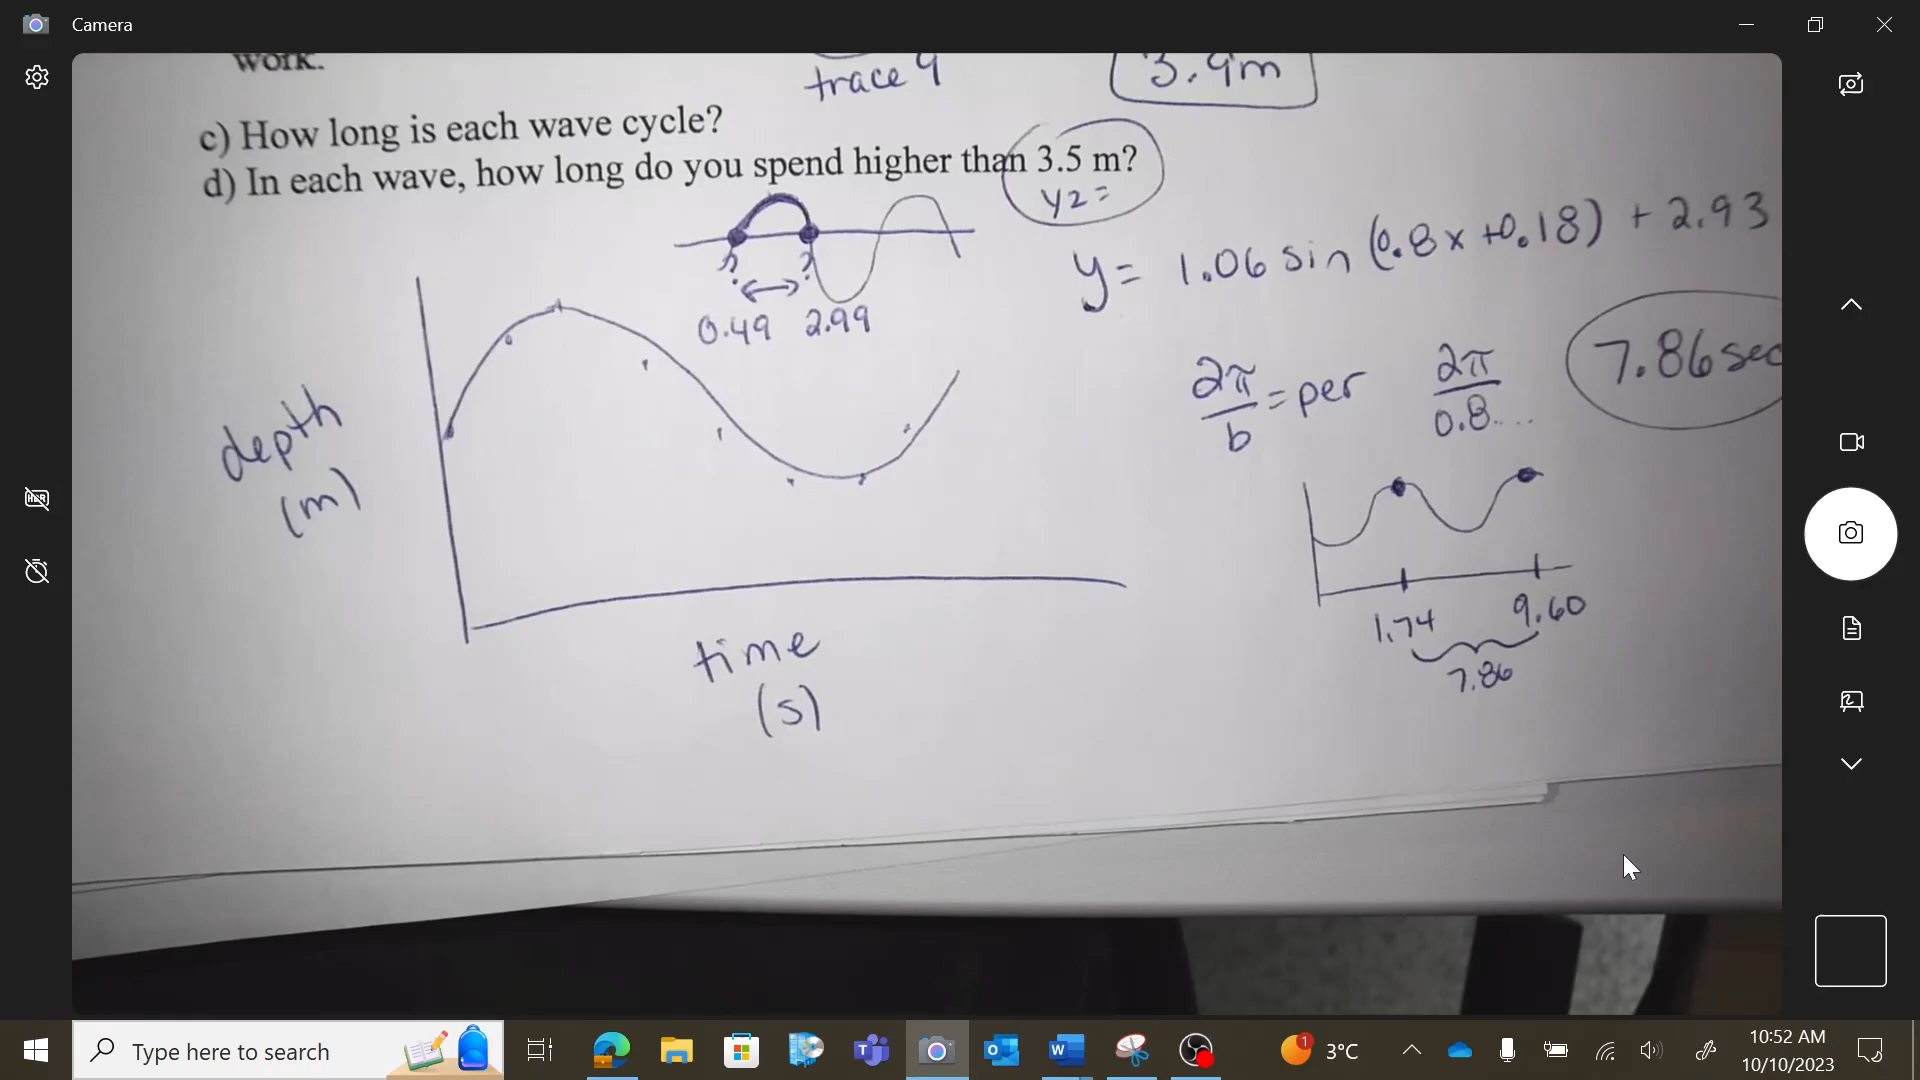 Camera
work.
trace 9
3.9m
c) How long is each wave cycle?
d) In each wave, how long do you spend higher than 3.5 m?
y2 =
y = 1.06 sin (0.8x + 0.18) + 2.93
? ?
0.49 2.99
2π/b = per 2π/0.8... 7.86 sec
depth
(m)
1.74 9.60
7.86
time
(s)
Type here to search
1
3°C
10:52 AM
10/10/2023